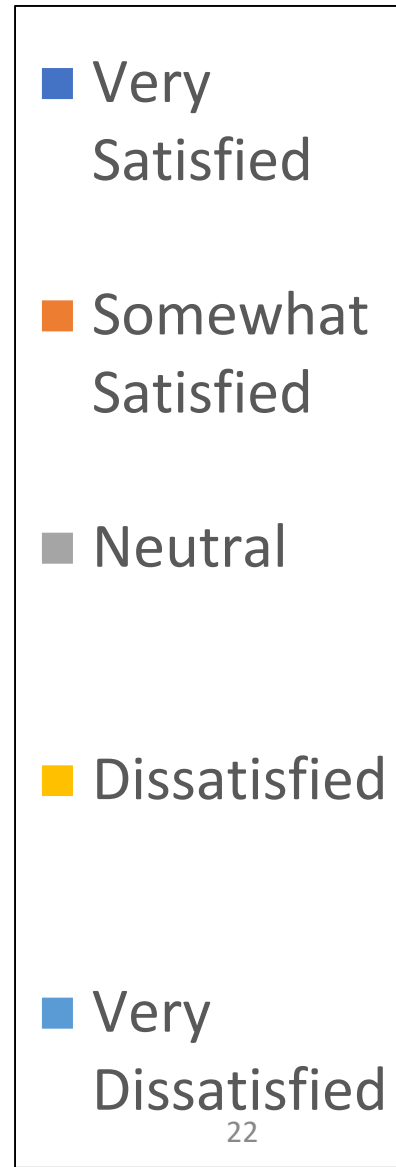 Very
Satisfied
Somewhat
Satisfied
Neutral
Dissatisfied
Very
Dissatisfied
22